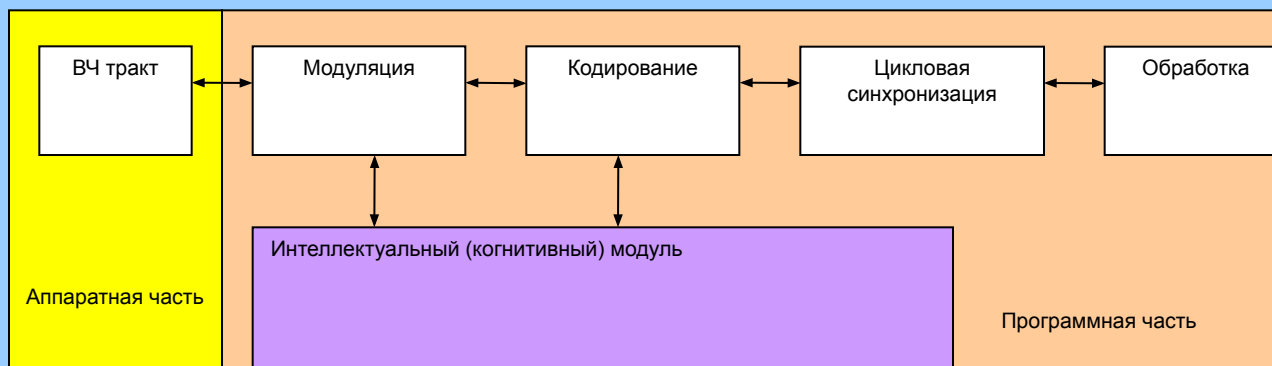 ВЧ тракт
Модуляция
Кодирование
Цикловая
синхронизация
Обработка
Интеллектуальный (когнитивный) модуль
Аппаратная часть
Программная часть